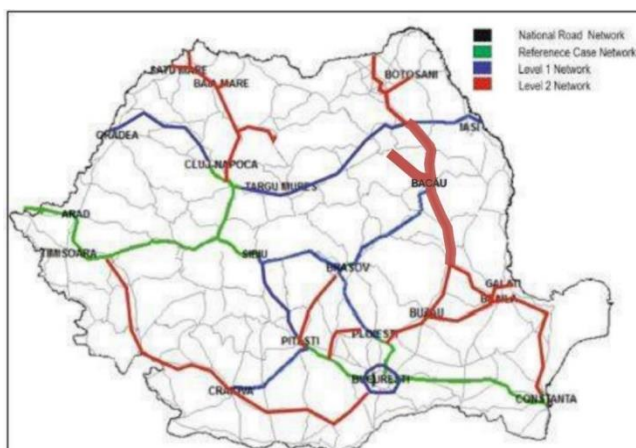 National Road Network
Referenece Case Network
Level 1 Network
Level 2 Network
SATU MARE
BAIA MARE
BOTOSANI
ORADEA
IASI
CLUJ-NAPOCA
TARGU MURES
BACAU
ARAD
TIMISOARA
SIBIU
BRASOV
GALATI
BRAILA
BUZAU
PITESTI
PLOIESTI
BUCURESTI
CRAIOVA
CONSTANTA